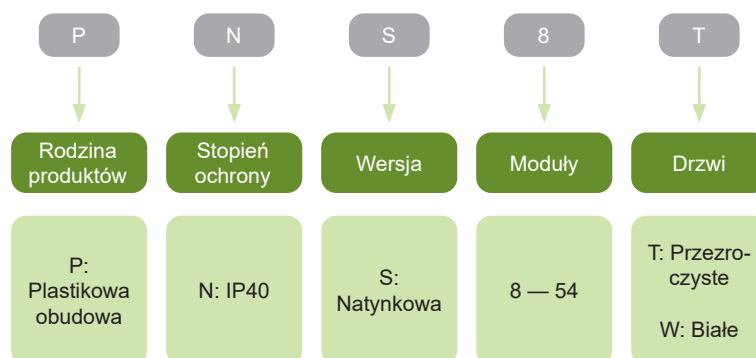 P
N
S
8
T
Rodzina
produktów
Stopień
ochrony
Wersja
Moduły
Drzwi
P:
Plastikowa
obudowa
N: IP40
S:
Natynkowa
8 — 54
T: Przezro-
czyste
W: Białe